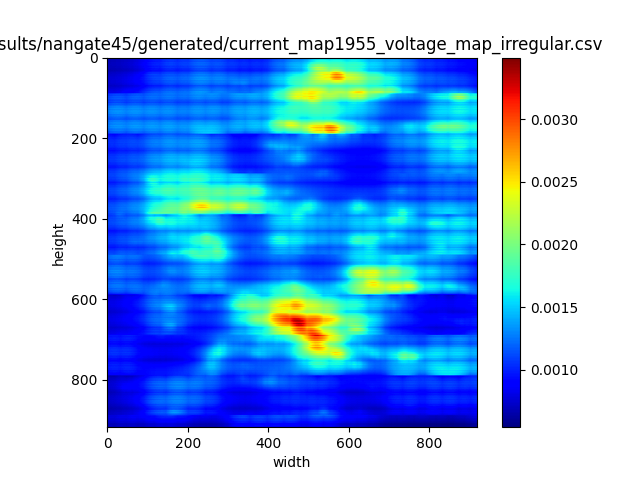 sults/nangate45/generated/current_map1955_voltage_map_irregular.csv
0
200
400
600
800
height
0 200 400 600 800
width
0.0030
0.0025
0.0020
0.0015
0.0010